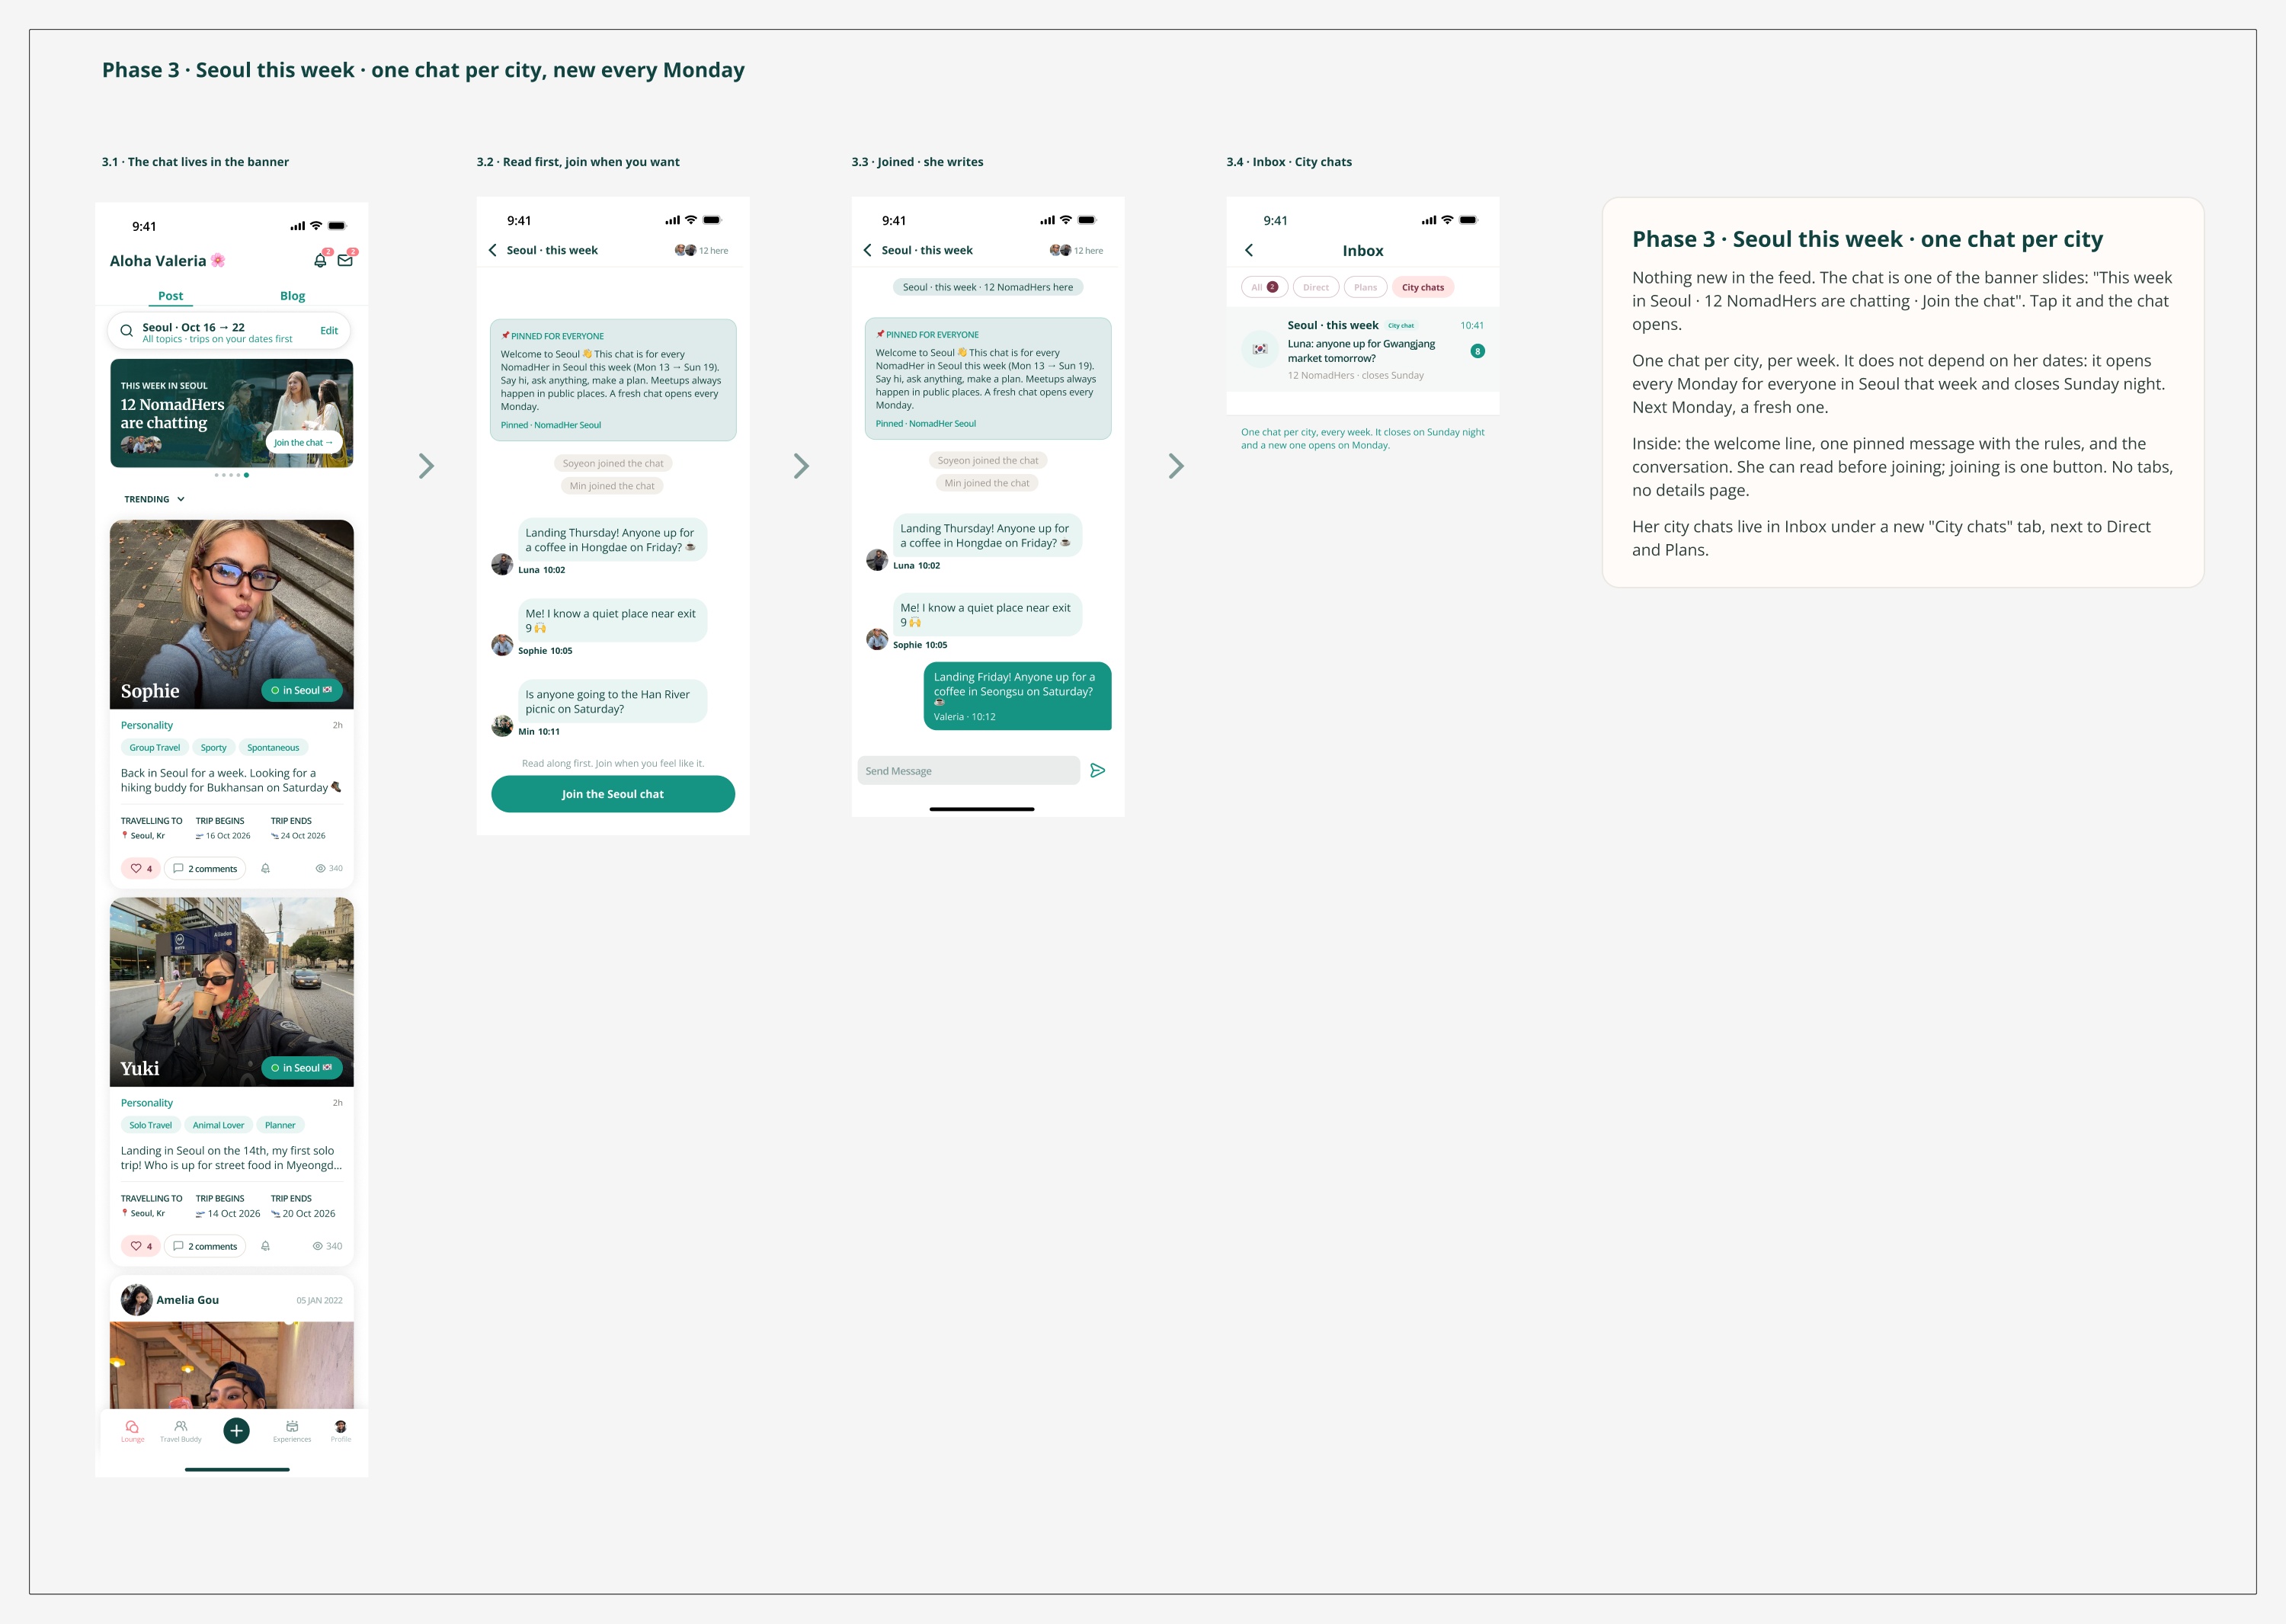 Phase 3 · Seoul this week · one chat per city, new every Monday
3.1 · The chat lives in the banner
9:41
Aloha Valeria 🌸
2
2
Post
Blog
Seoul · Oct 16 → 22
All topics · trips on your dates first
Edit
THIS WEEK IN SEOUL
12 NomadHers
are chatting
Join the chat →
TRENDING
Sophie
in Seoul 🇰🇷
Personality
2h
Group Travel
Sporty
Spontaneous
Back in Seoul for a week. Looking for a
hiking buddy for Bukhansan on Saturday 🥾
TRAVELLING TO
TRIP BEGINS
TRIP ENDS
📍 Seoul, Kr
🛫 16 Oct 2026
🛬 24 Oct 2026
4
2 comments
340
Yuki
in Seoul 🇰🇷
Personality
2h
Solo Travel
Animal Lover
Planner
Landing in Seoul on the 14th, my first solo
trip! Who is up for street food in Myeongd...
TRAVELLING TO
TRIP BEGINS
TRIP ENDS
📍 Seoul, Kr
🛫 14 Oct 2026
🛬 20 Oct 2026
4
2 comments
340
Amelia Gou
05 JAN 2022
Lounge
Travel Buddy
Experiences
Profile
3.2 · Read first, join when you want
9:41
Seoul · this week
12 here
📌 PINNED FOR EVERYONE
Welcome to Seoul 👋 This chat is for every
NomadHer in Seoul this week (Mon 13 → Sun 19).
Say hi, ask anything, make a plan. Meetups always
happen in public places. A fresh chat opens every
Monday.
Pinned · NomadHer Seoul
Soyeon joined the chat
Min joined the chat
Landing Thursday! Anyone up for
a coffee in Hongdae on Friday? ☕
Luna 10:02
Me! I know a quiet place near exit
9 🙌
Sophie 10:05
Is anyone going to the Han River
picnic on Saturday?
Min 10:11
Read along first. Join when you feel like it.
Join the Seoul chat
3.3 · Joined · she writes
9:41
Seoul · this week
12 here
Seoul · this week · 12 NomadHers here
📌 PINNED FOR EVERYONE
Welcome to Seoul 👋 This chat is for every
NomadHer in Seoul this week (Mon 13 → Sun 19).
Say hi, ask anything, make a plan. Meetups always
happen in public places. A fresh chat opens every
Monday.
Pinned · NomadHer Seoul
Soyeon joined the chat
Min joined the chat
Landing Thursday! Anyone up for
a coffee in Hongdae on Friday? ☕
Luna 10:02
Me! I know a quiet place near exit
9 🙌
Sophie 10:05
Landing Friday! Anyone up for a
coffee in Seongsu on Saturday?
☕
Valeria · 10:12
Send Message
3.4 · Inbox · City chats
9:41
Inbox
All 2
Direct
Plans
City chats
Seoul · this week
City chat
10:41
Luna: anyone up for Gwangjang
market tomorrow?
8
12 NomadHers · closes Sunday
One chat per city, every week. It closes on Sunday night
and a new one opens on Monday.
Phase 3 · Seoul this week · one chat per city
Nothing new in the feed. The chat is one of the banner slides: "This week
in Seoul · 12 NomadHers are chatting · Join the chat". Tap it and the chat
opens.
One chat per city, per week. It does not depend on her dates: it opens
every Monday for everyone in Seoul that week and closes Sunday night.
Next Monday, a fresh one.
Inside: the welcome line, one pinned message with the rules, and the
conversation. She can read before joining; joining is one button. No tabs,
no details page.
Her city chats live in Inbox under a new "City chats" tab, next to Direct
and Plans.